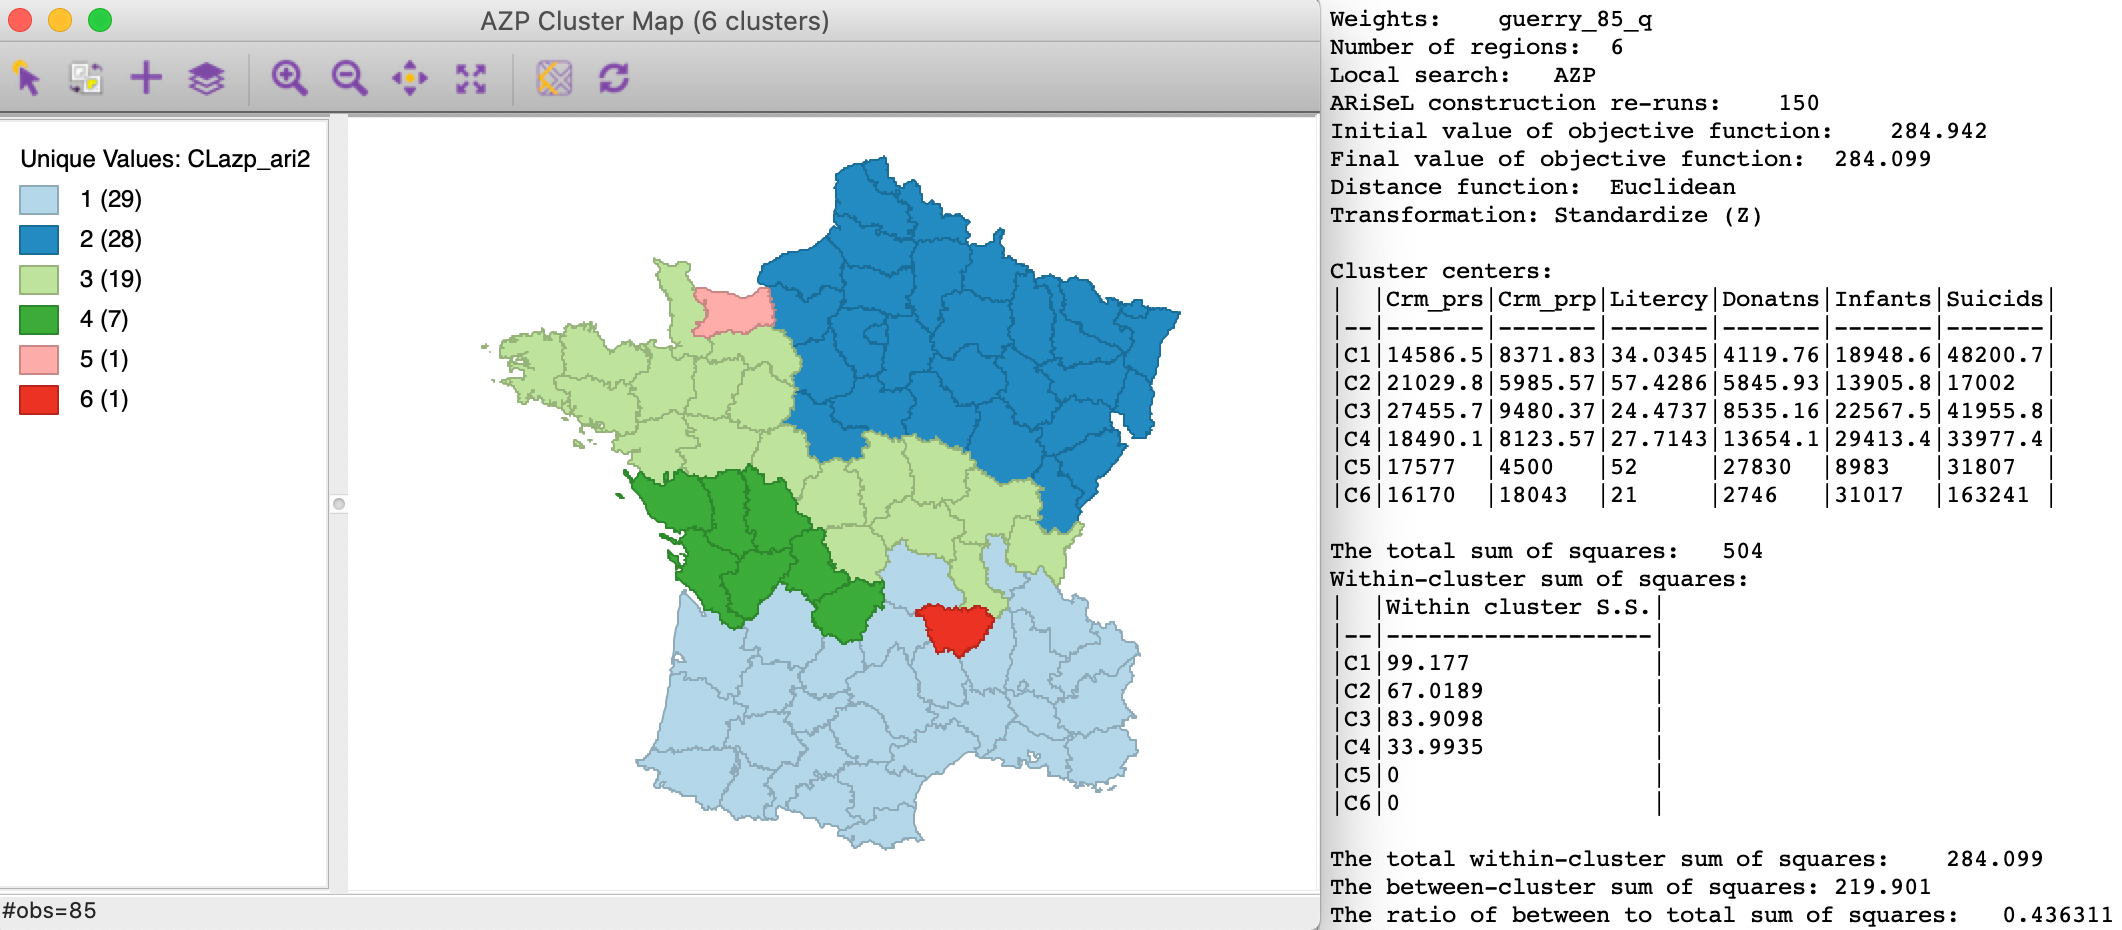 AZP Cluster Map (6 clusters)
Unique Values: CLazp_ari2
1 (29)
2 (28)
3 (19)
4 (7)
5 (1)
6 (1)
#obs=85
Weights: guerry_85_q
Number of regions: 6
Local search: AZP
ARiSeL construction re-runs: 150
Initial value of objective function: 284.942
Final value of objective function: 284.099
Distance function: Euclidean
Transformation: Standardize (Z)
Cluster centers:
|  |Crm_prs|Crm_prp|Litercy|Donatns|Infants|Suicids|
|--|-------|-------|-------|-------|-------|-------|
|C1|14586.5|8371.83|34.0345|4119.76|18948.6|48200.7|
|C2|21029.8|5985.57|57.4286|5845.93|13905.8|17002  |
|C3|27455.7|9480.37|24.4737|8535.16|22567.5|41955.8|
|C4|18490.1|8123.57|27.7143|13654.1|29413.4|33977.4|
|C5|17577  |4500   |52     |27830  |8983   |31807  |
|C6|16170  |18043  |21     |2746   |31017  |163241 |
The total sum of squares: 504
Within-cluster sum of squares:
|  |Within cluster S.S.|
|--|-------------------|
|C1|99.177             |
|C2|67.0189            |
|C3|83.9098            |
|C4|33.9935            |
|C5|0                  |
|C6|0                  |
The total within-cluster sum of squares: 284.099
The between-cluster sum of squares: 219.901
The ratio of between to total sum of squares: 0.436311